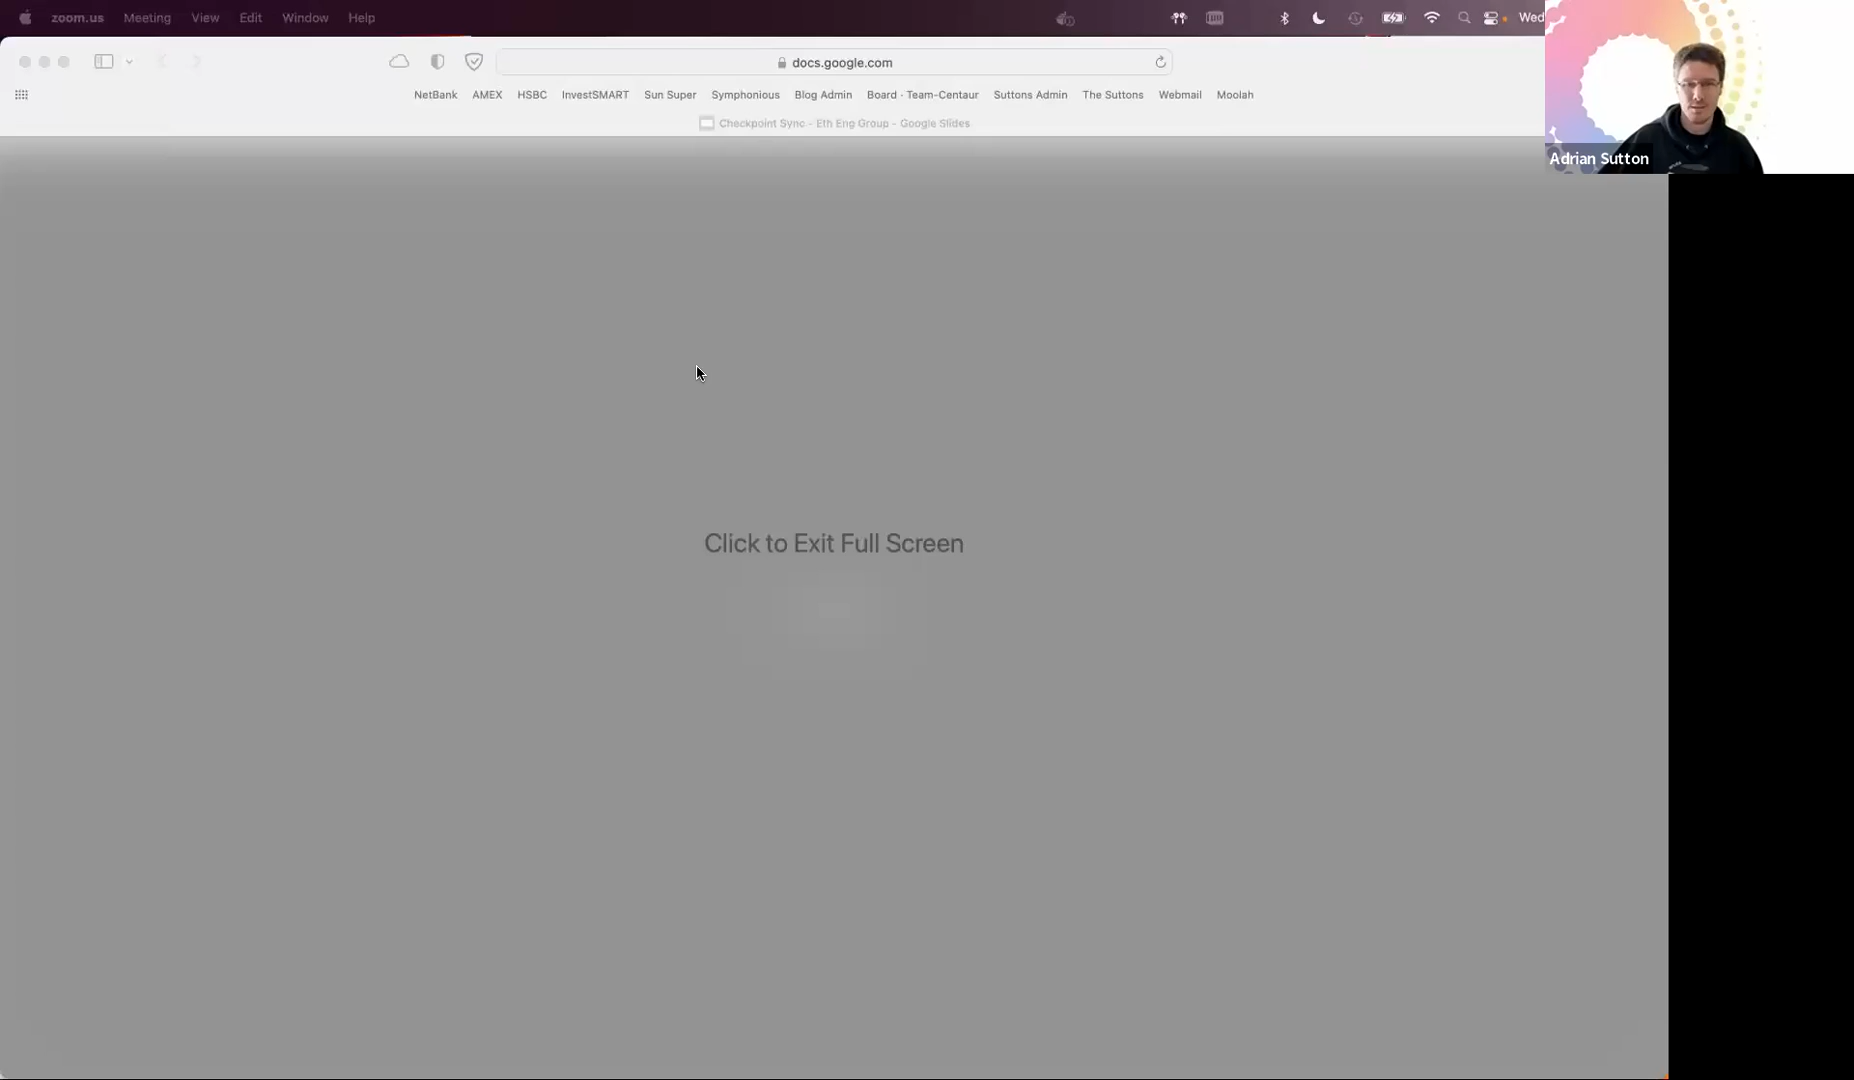 zoom.us Meeting View Edit Window Help Wed
docs.google.com
NetBank AMEX HSBC InvestSMART Sun Super Symphonious Blog Admin Board · Team-Centaur Suttons Admin The Suttons Webmail Moolah
Checkpoint Sync - Eth Eng Group - Google Slides
Adrian Sutton
Click to Exit Full Screen